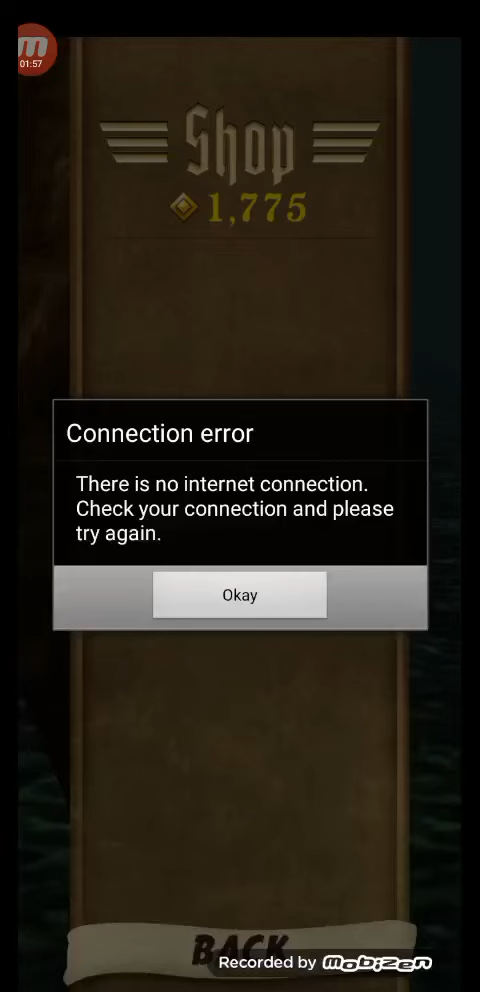 01:57
Shop
1,775
Connection error
There is no internet connection.
Check your connection and please
try again.
Okay
BACK
Recorded by mobizen